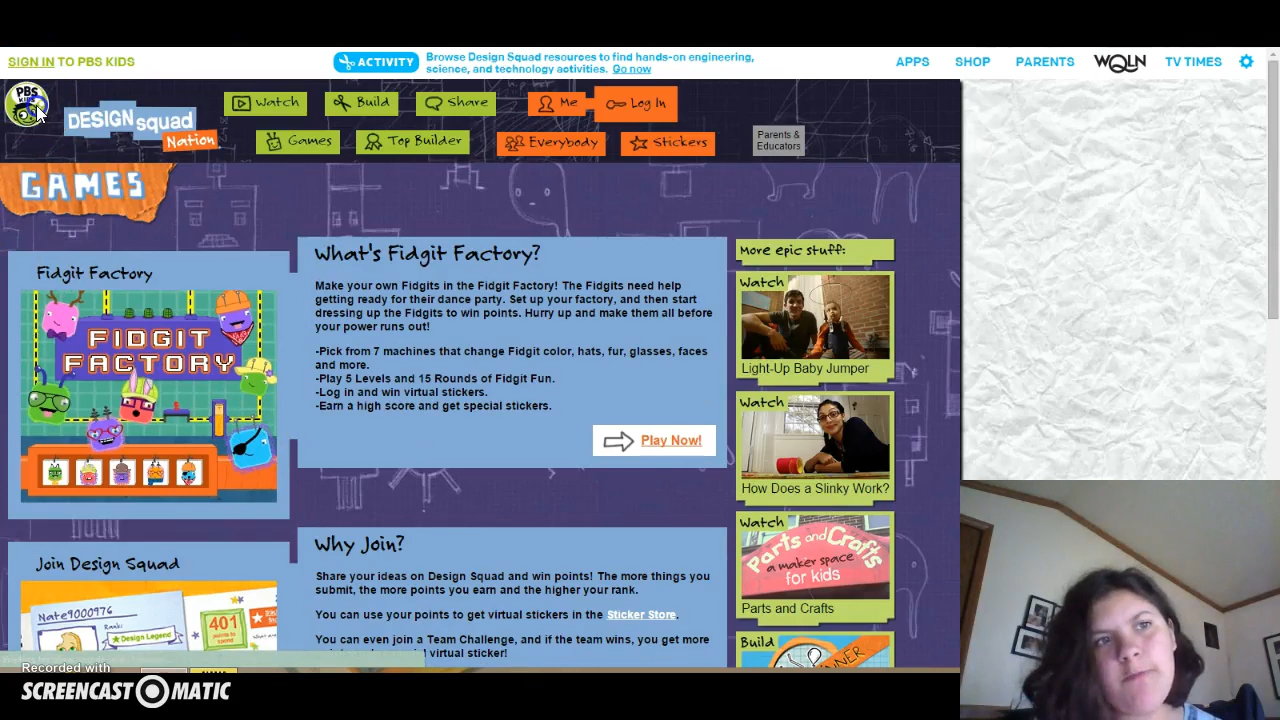 SIGN IN TO PBS KIDS
ACTIVITY
Browse Design Squad resources to find hands-on engineering,
science, and technology activities. Go now
APPS
SHOP
PARENTS
WQLN
TV TIMES
PBS
KIDS
DESIGN squad
Nation
Watch
Build
Share
Me
Log In
Games
Top Builder
Everybody
Stickers
Parents &
Educators
GAMES
Fidgit Factory
FIDGIT
FACTORY
What's Fidgit Factory?
Make your own Fidgits in the Fidgit Factory! The Fidgits need help
getting ready for their dance party. Set up your factory, and then start
dressing up the Fidgits to win points. Hurry up and make them all before
your power runs out!
-Pick from 7 machines that change Fidgit color, hats, fur, glasses, faces
and more.
-Play 5 Levels and 15 Rounds of Fidgit Fun.
-Log in and win virtual stickers.
-Earn a high score and get special stickers.
Play Now!
More epic stuff:
Watch
Light-Up Baby Jumper
Watch
How Does a Slinky Work?
Watch
Parts and Crafts
a maker space
for kids
Parts and Crafts
Build
Join Design Squad
Nate9000976
Rank:
Design Legend
401
points to
spend
Why Join?
Share your ideas on Design Squad and win points! The more things you
submit, the more points you earn and the higher your rank.
You can use your points to get virtual stickers in the Sticker Store.
You can even join a Team Challenge, and if the team wins, you get more
virtual sticker!
Recorded with
SCREENCAST MATIC